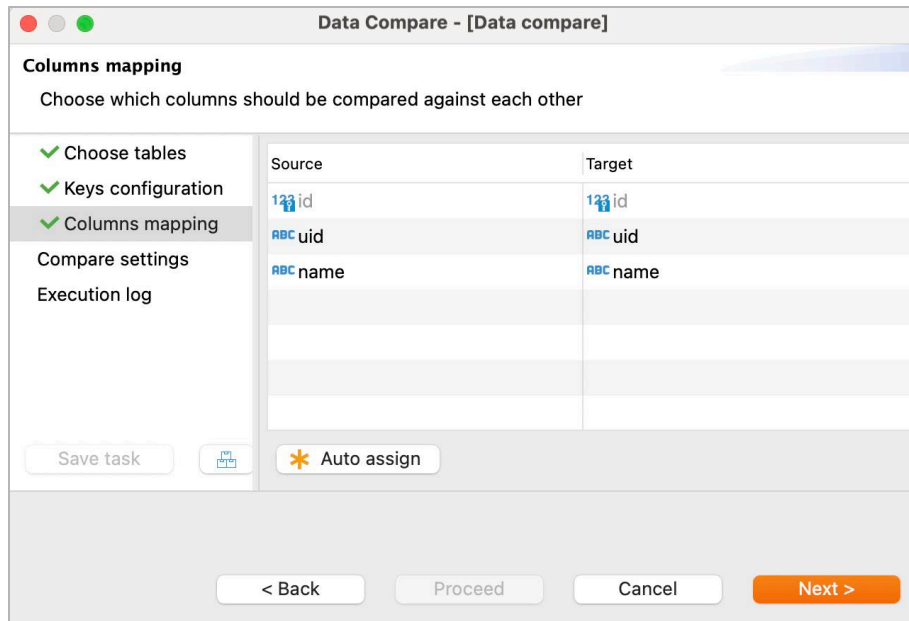 Data Compare - [Data compare]
Columns mapping
Choose which columns should be compared against each other
Choose tables
Keys configuration
Columns mapping
Compare settings
Execution log
Source Target
123 id 123 id
ABC uid ABC uid
ABC name ABC name
Save task
Auto assign
< Back Proceed Cancel Next >